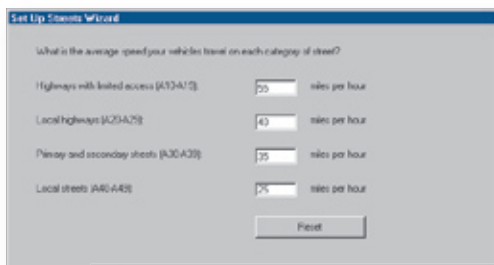 Set Up Streets Wizard
What is the average speed your vehicles travel on each category of street?
Highways with limited access (A10-A19): 55 miles per hour
Local highways (A20-A29): 40 miles per hour
Primary and secondary streets (A30-A39): 35 miles per hour
Local streets (A40-A49): 25 miles per hour
Reset